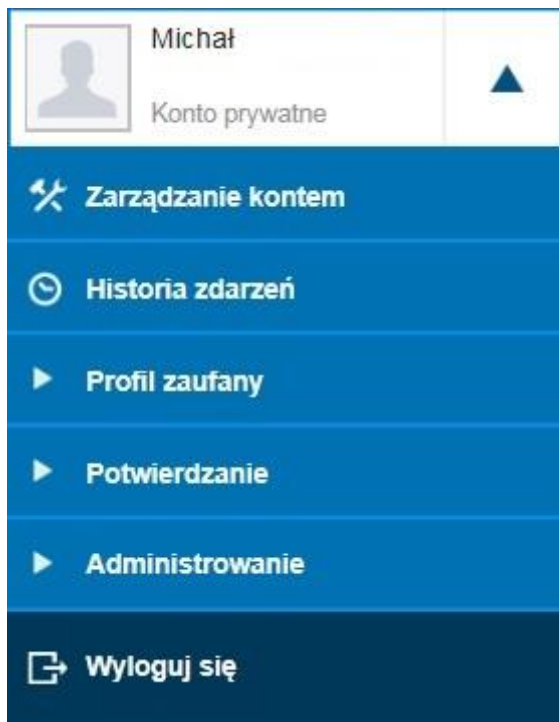 Michał
Konto prywatne
Zarządzanie kontem
Historia zdarzeń
Profil zaufany
Potwierdzanie
Administrowanie
Wyloguj się